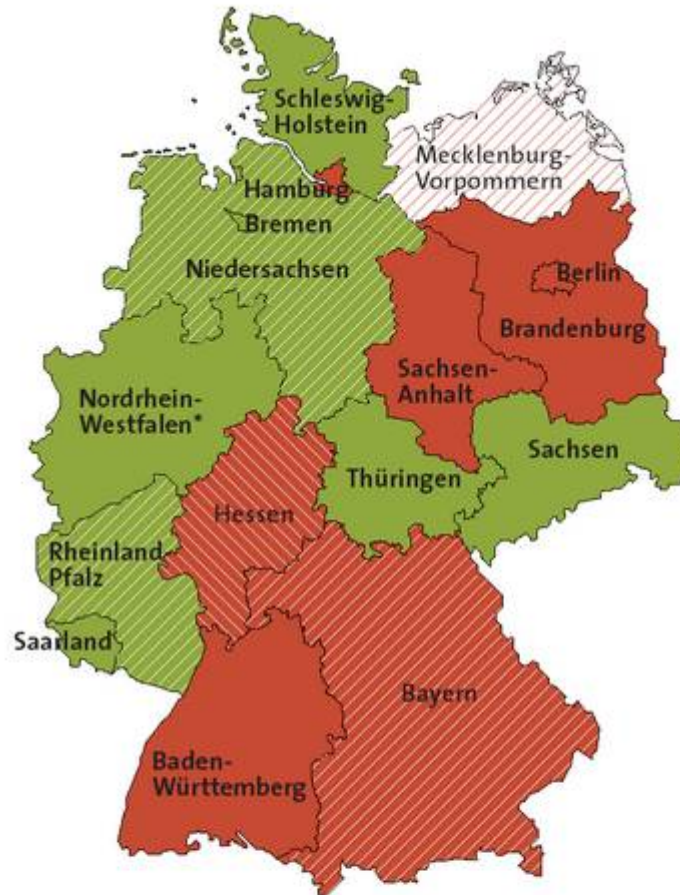 Schleswig-
Holstein
Mecklenburg-
Vorpommern
Hamburg
Bremen
Niedersachsen
Berlin
Brandenburg
Sachsen-
Anhalt
Nordrhein-
Westfalen*
Sachsen
Thüringen
Hessen
Rheinland
Pfalz
Saarland
Bayern
Baden-
Württemberg